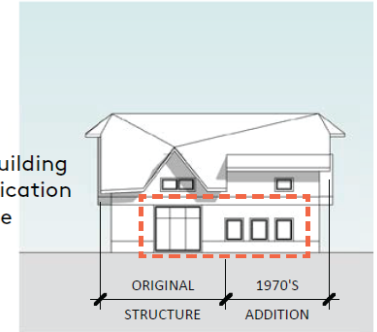 uilding
ication
e
ORIGINAL
STRUCTURE
1970'S
ADDITION